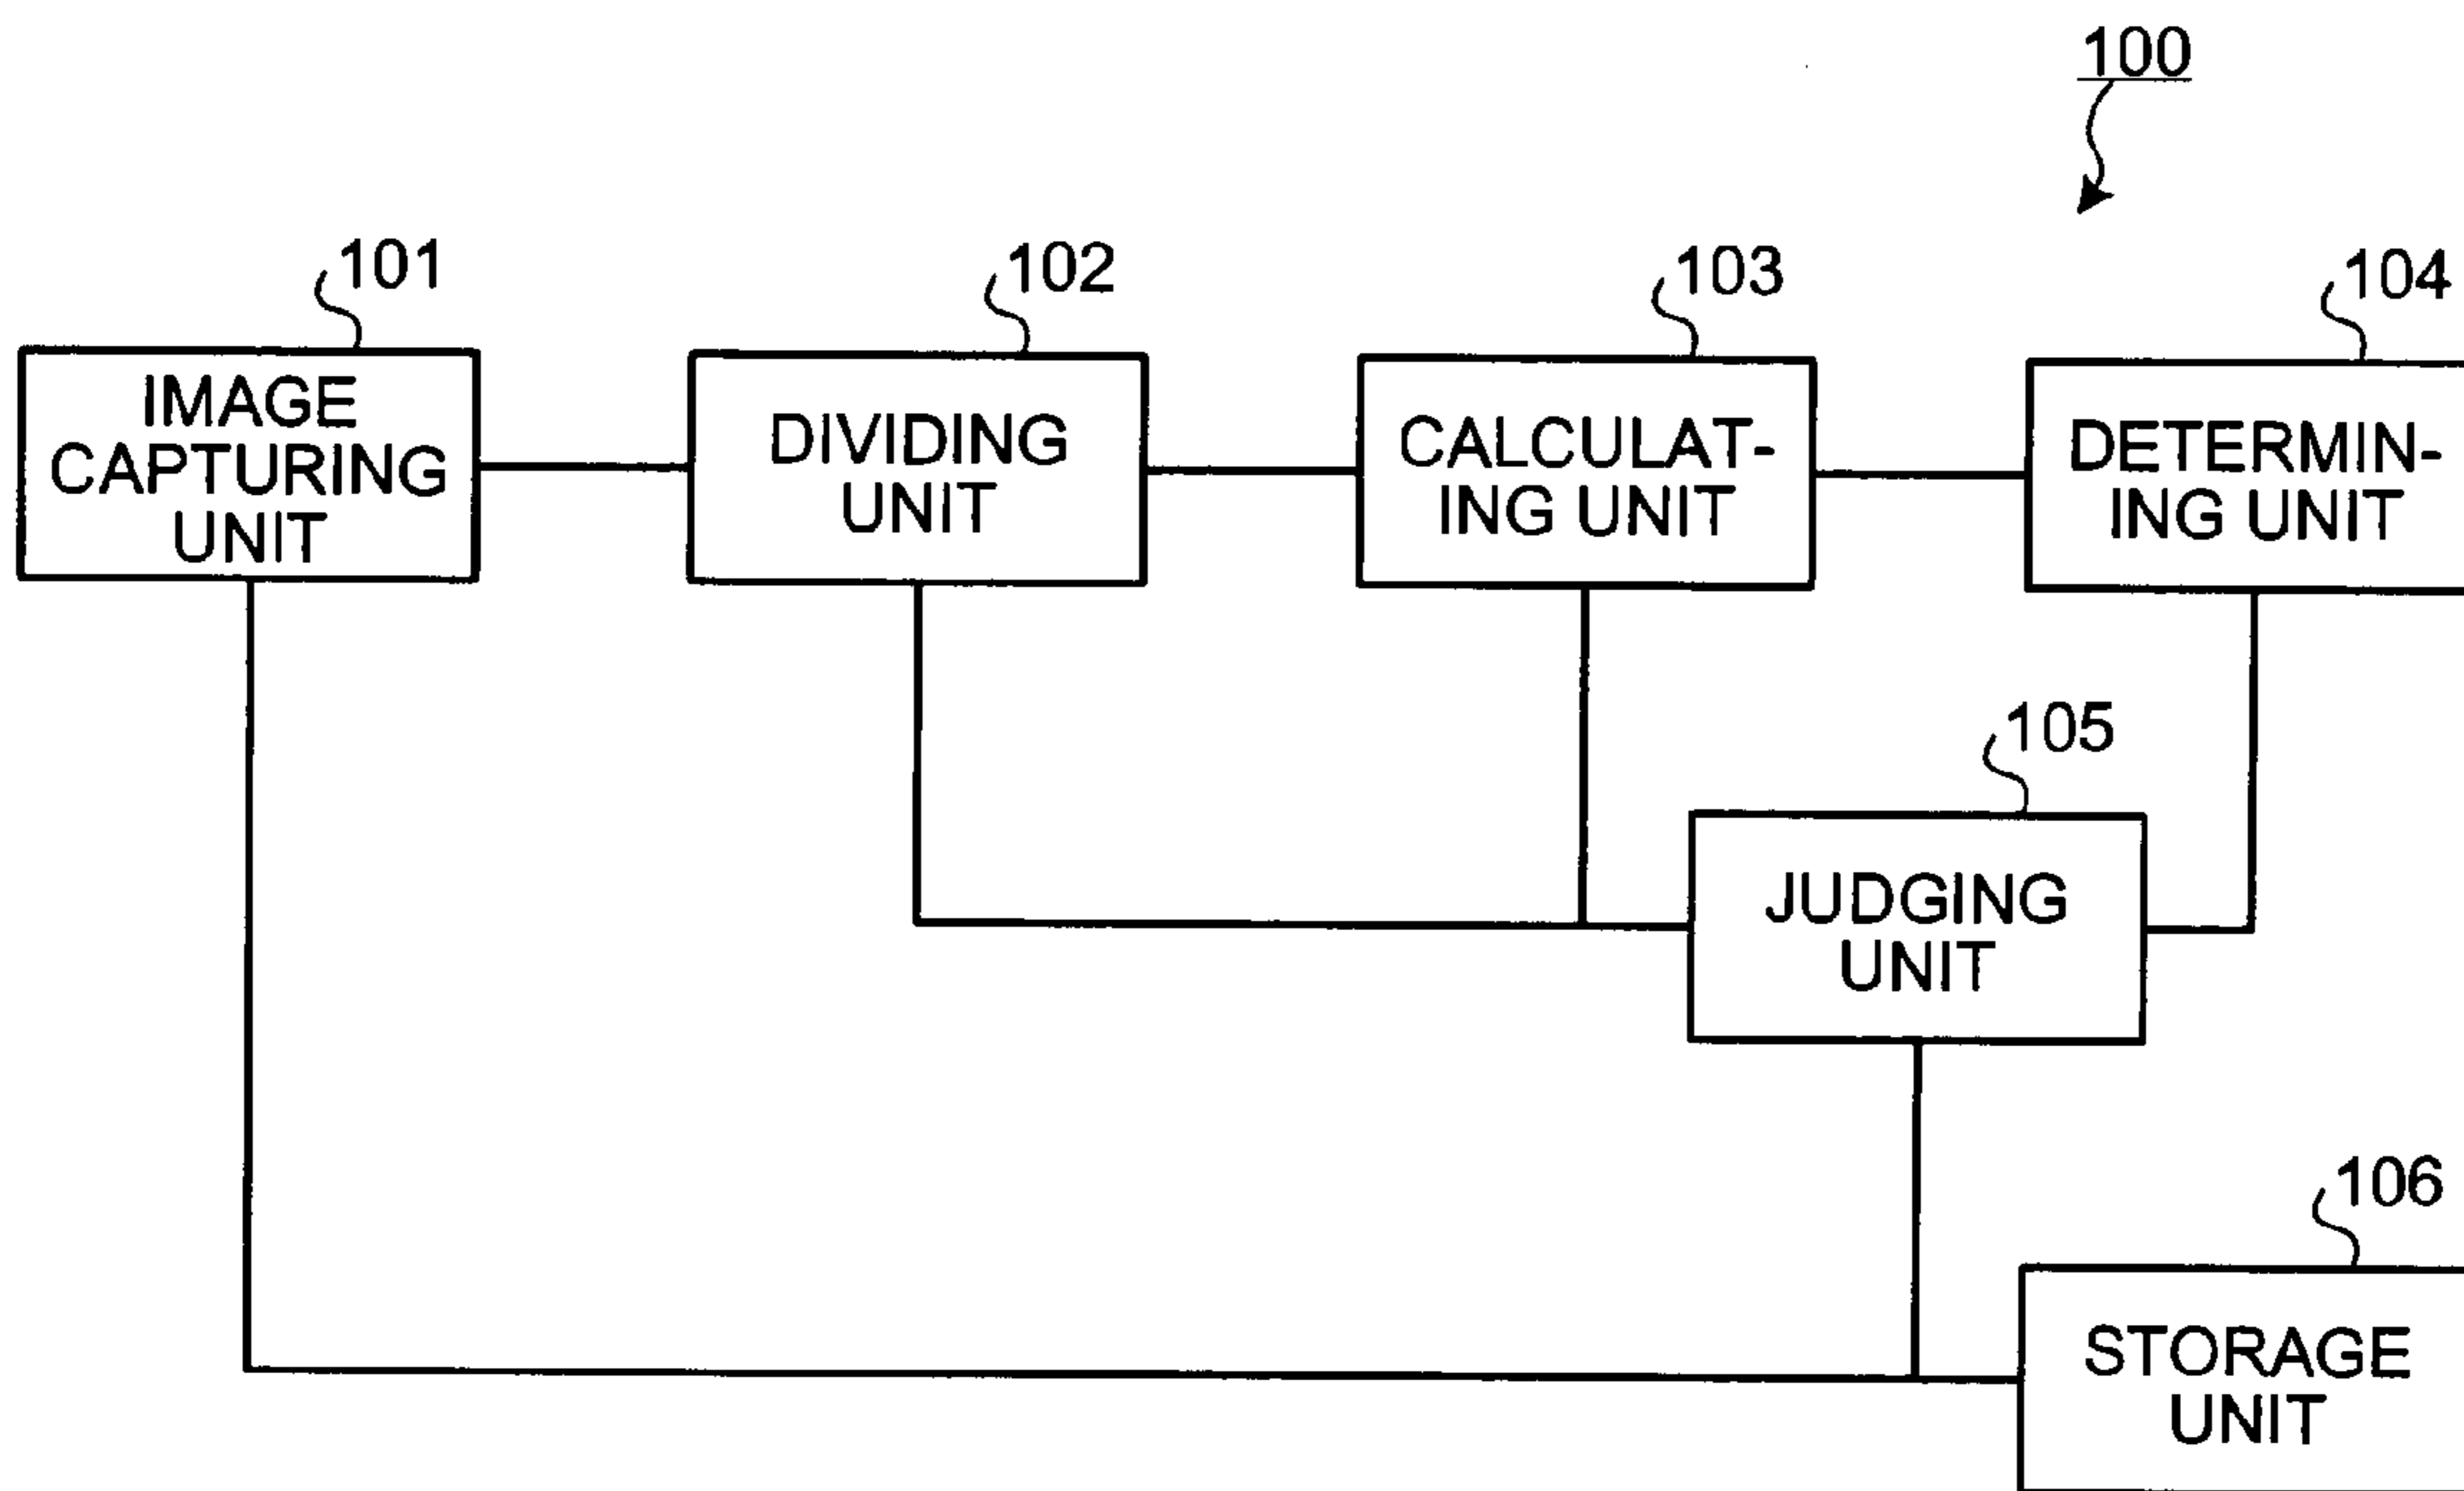 100
101
102
103
104
IMAGE
CAPTURING
UNIT
DIVIDING
UNIT
CALCULAT-
ING UNIT
DETERMIN-
ING UNIT
105
JUDGING
UNIT
106
STORAGE
UNIT